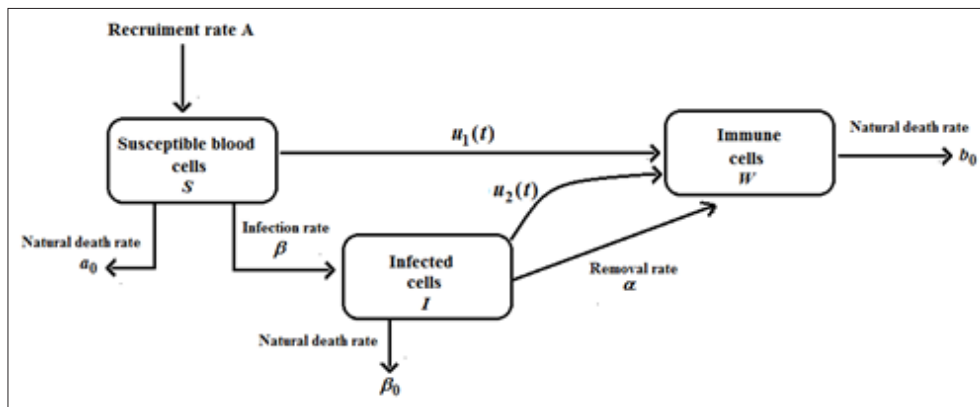 Recruiment rate A
Susceptible blood
cells
S
u₁(t)
Immune
cells
W
Natural death rate
b₀
u₂(t)
Natural death rate
a₀
Infection rate
β
Infected
cells
I
Removal rate
α
Natural death rate
β₀